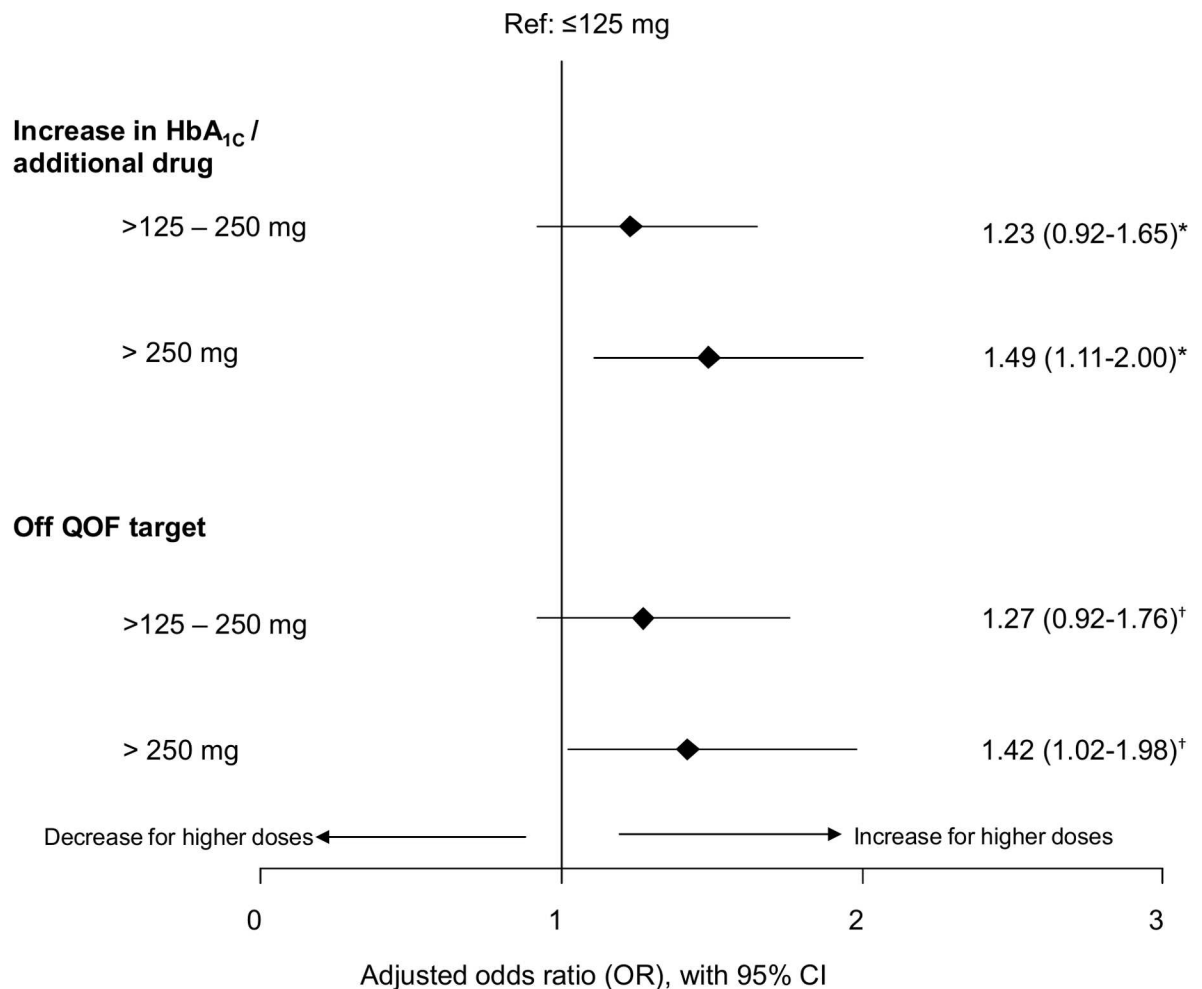 Ref: ≤125 mg
Increase in HbA1C /
additional drug
>125 – 250 mg
1.23 (0.92-1.65)*
> 250 mg
1.49 (1.11-2.00)*
Off QOF target
>125 – 250 mg
1.27 (0.92-1.76)†
> 250 mg
1.42 (1.02-1.98)†
Decrease for higher doses
Increase for higher doses
0 1 2 3
Adjusted odds ratio (OR), with 95% CI